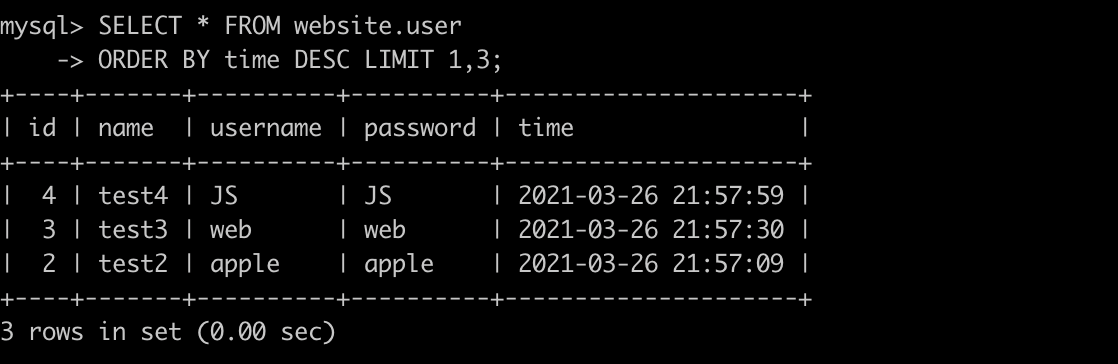 mysql> SELECT * FROM website.user
    -> ORDER BY time DESC LIMIT 1,3;
+----+-------+----------+----------+---------------------+
| id | name  | username | password | time                |
+----+-------+----------+----------+---------------------+
|  4 | test4 | JS       | JS       | 2021-03-26 21:57:59 |
|  3 | test3 | web      | web      | 2021-03-26 21:57:30 |
|  2 | test2 | apple    | apple    | 2021-03-26 21:57:09 |
+----+-------+----------+----------+---------------------+
3 rows in set (0.00 sec)